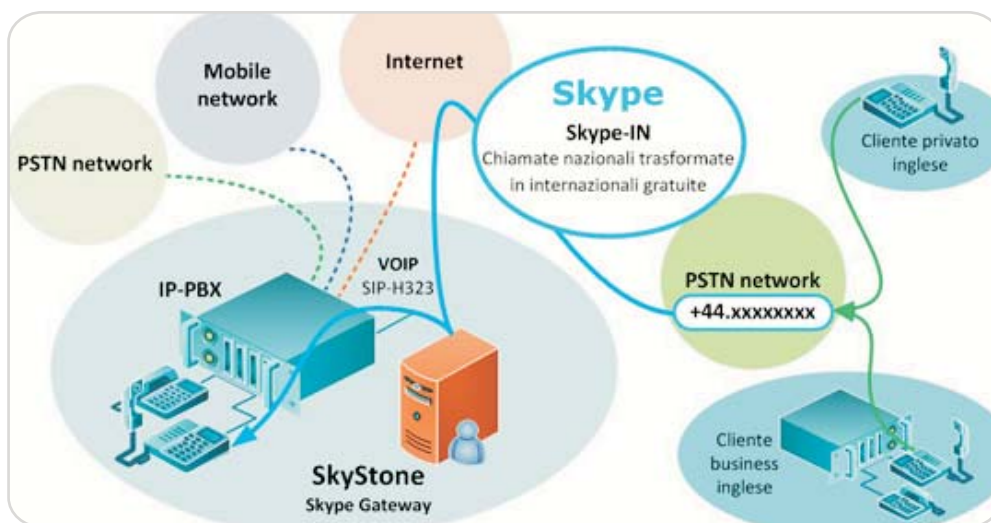 PSTN network
Mobile
network
Internet
Skype
Skype-IN
Chiamate nazionali trasformate
in internazionali gratuite
Cliente privato
inglese
IP-PBX
VOIP
SIP-H323
PSTN network
+44.xxxxxxxx
SkyStone
Skype Gateway
Cliente
business
inglese